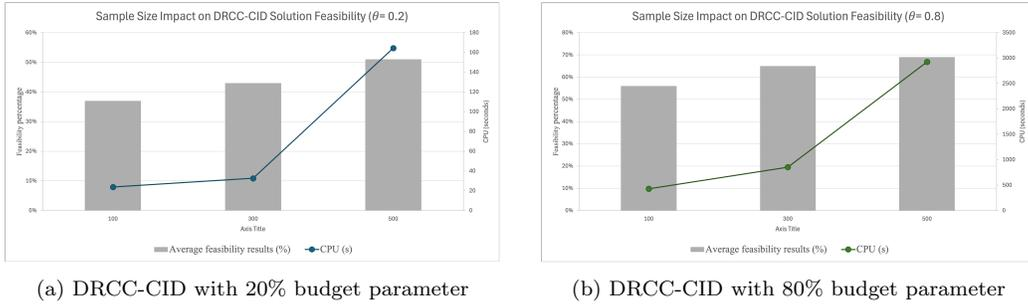 Sample Size Impact on DRCC-CID Solution Feasibility (θ= 0.2)
60%
50%
40%
30%
20%
10%
0%
Feasibility percentage
180
160
140
120
100
80
60
40
20
0
CPU (seconds)
100 300 500
Axis Title
Average feasibility results (%) CPU (s)
(a) DRCC-CID with 20% budget parameter
Sample Size Impact on DRCC-CID Solution Feasibility (θ= 0.8)
80%
70%
60%
50%
40%
30%
20%
10%
0%
Feasibility percentage
3500
3000
2500
2000
1500
1000
500
0
CPU (seconds)
100 300 500
Axis Title
Average feasibility results (%) CPU (s)
(b) DRCC-CID with 80% budget parameter